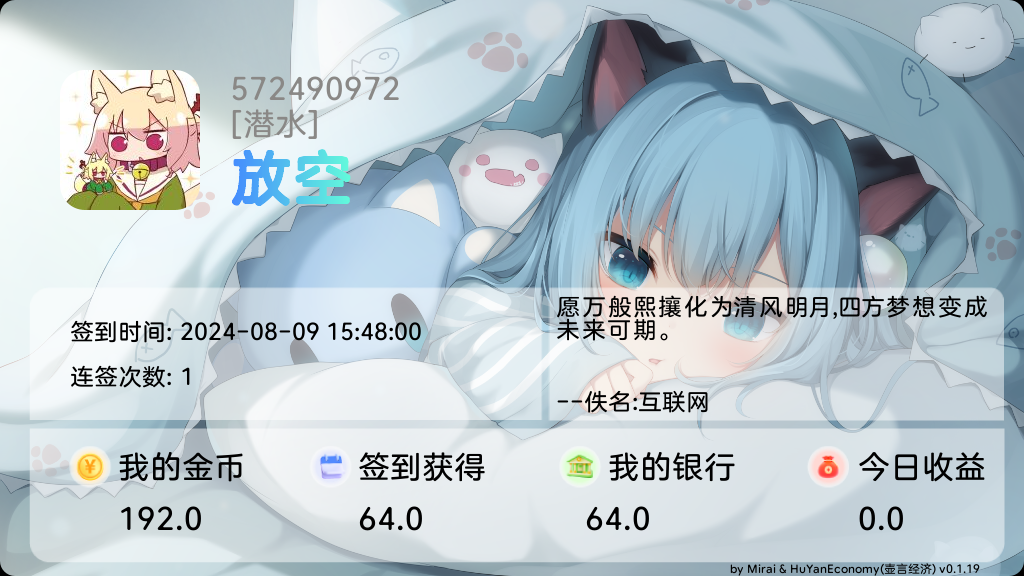 572490972
[潜水]
放空
签到时间: 2024-08-09 15:48:00
连签次数: 1
愿万般熙攘化为清风明月,四方梦想变成
未来可期。
--佚名:互联网
我的金币
192.0
签到获得
64.0
我的银行
64.0
今日收益
0.0
by Mirai & HuYanEconomy(壶言经济) v0.1.19